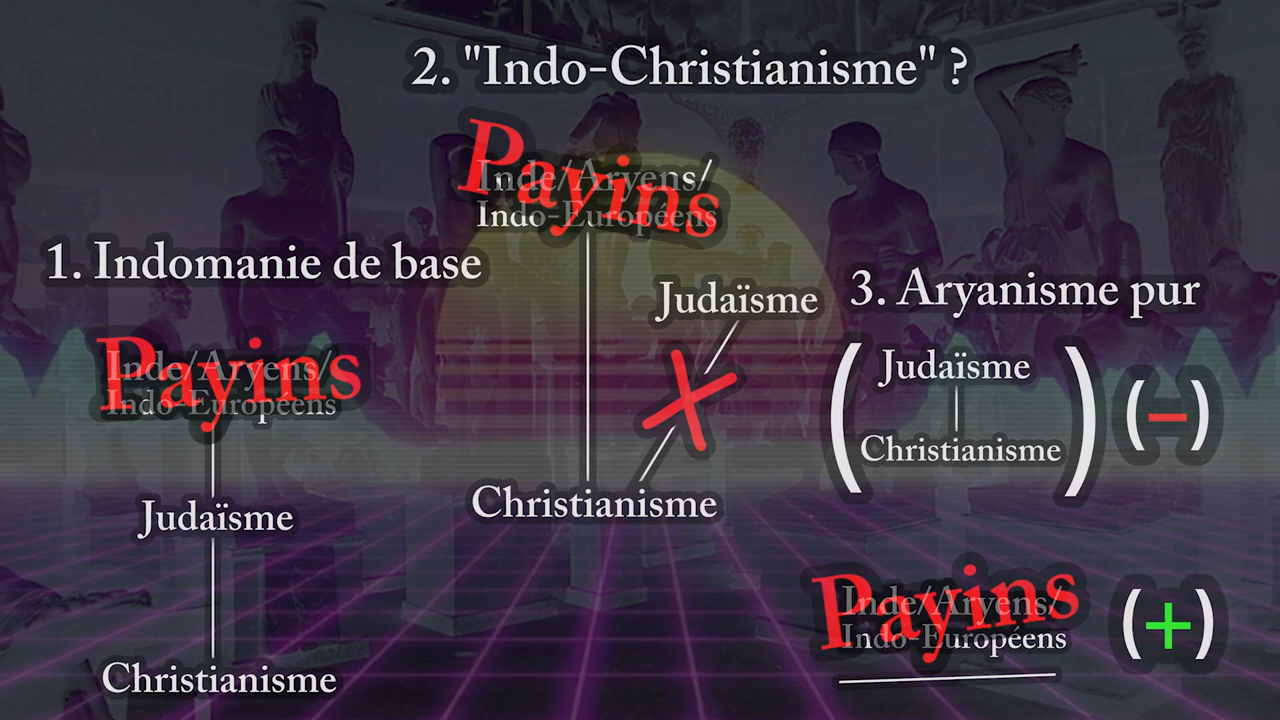 2. "Indo-Christianisme" ?
Payins
Inde/Aryens/
Indo-Européens
Judaïsme
Christianisme
1. Indomanie de base
Payins
Inde/Aryens/
Indo-Européens
Judaïsme
Christianisme
3. Aryanisme pur
(Judaïsme
Christianisme) (–)
Payins
Inde/Aryens/
Indo-Européens (+)